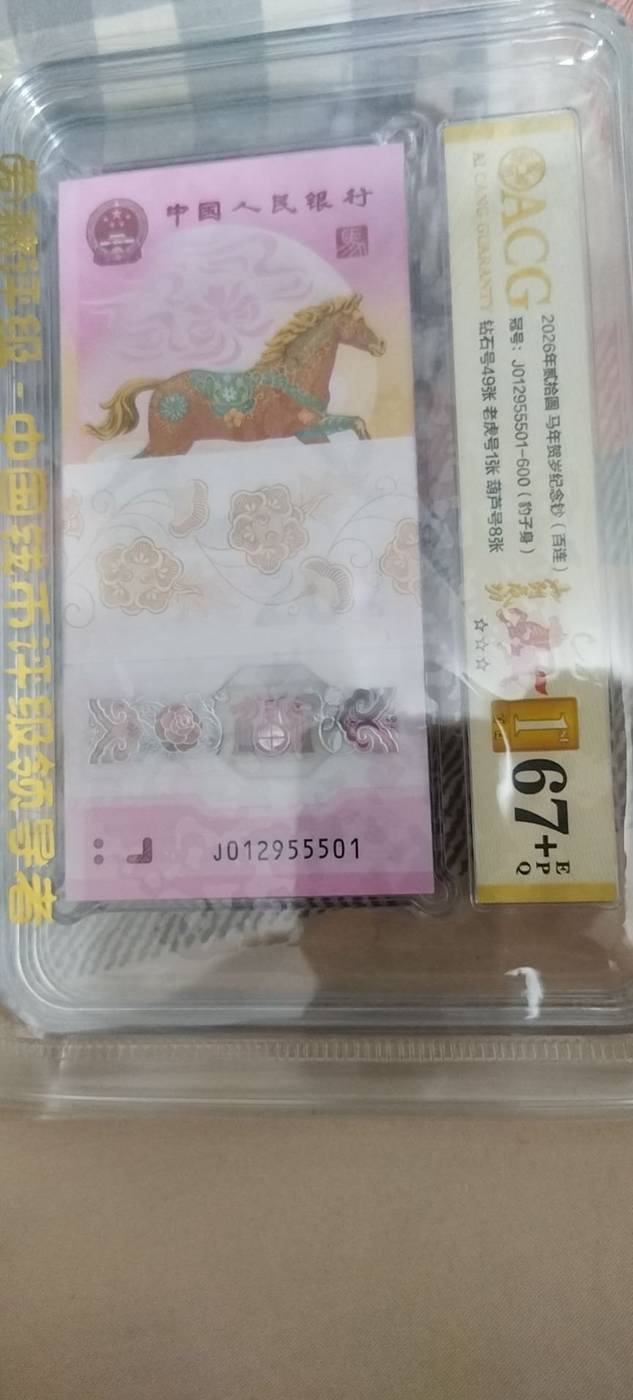 中国人民银行
J012955501
ACG
AI CANG GUARANTY
2026年贰拾圆 马年贺岁纪念钞（百连）
冠号：J012955501-600（豹子身）
钻石号49张 老虎号1张 葫芦号8张
☆☆☆
67+
E
P
Q
评级-中国钱币评级领导者